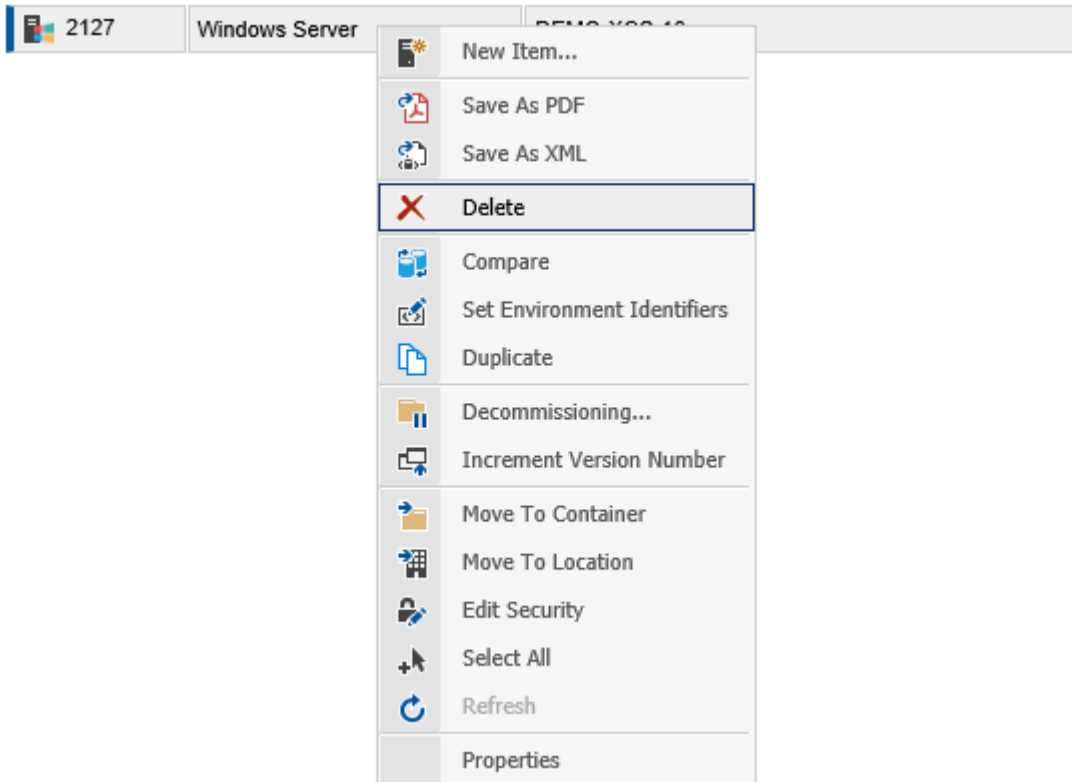 2127 Windows Server
New Item...
Save As PDF
Save As XML
Delete
Compare
Set Environment Identifiers
Duplicate
Decommissioning...
Increment Version Number
Move To Container
Move To Location
Edit Security
Select All
Refresh
Properties